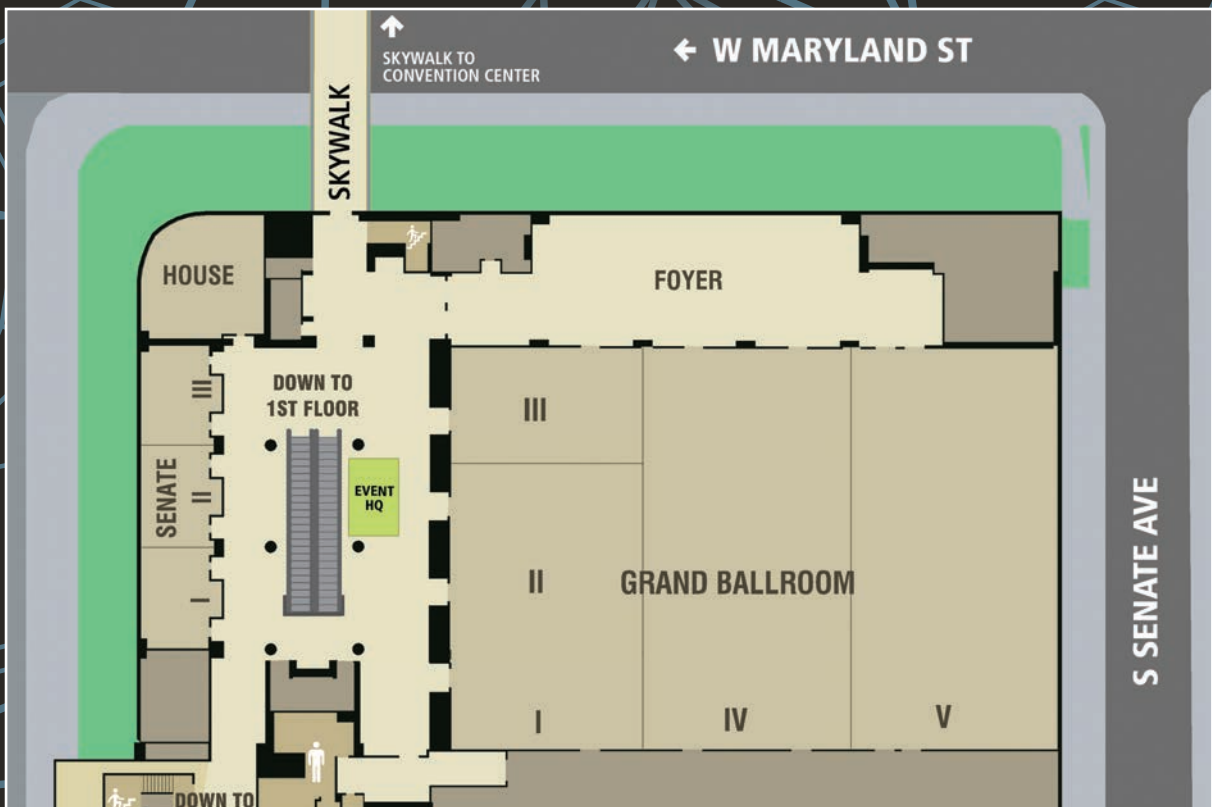 SKYWALK TO
CONVENTION CENTER
← W MARYLAND ST
SKYWALK
HOUSE
FOYER
DOWN TO
1ST FLOOR
III
III
SENATE
II
EVENT
HQ
I
II
GRAND BALLROOM
I
IV
V
S SENATE AVE
DOWN TO